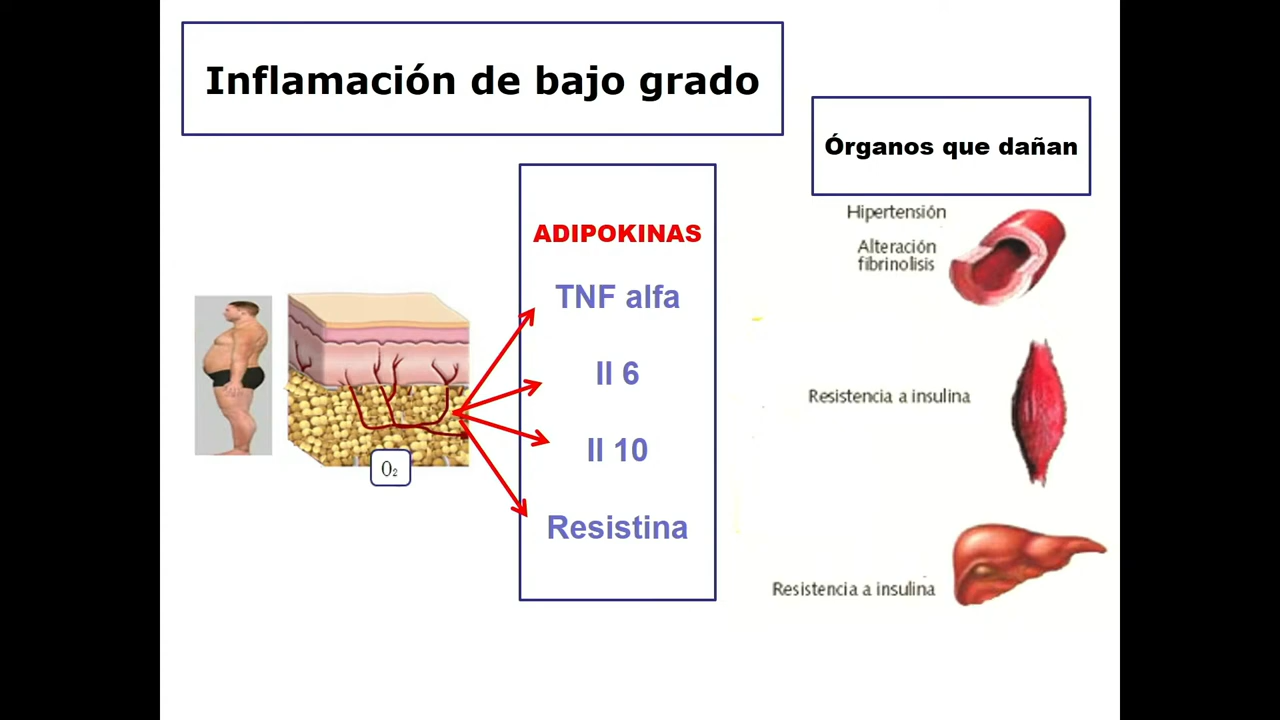 Inflamación de bajo grado
Órganos que dañan
ADIPOKINAS
TNF alfa
Il 6
Il 10
Resistina
O₂
Hipertensión
Alteración
fibrinolisis
Resistencia a insulina
Resistencia a insulina